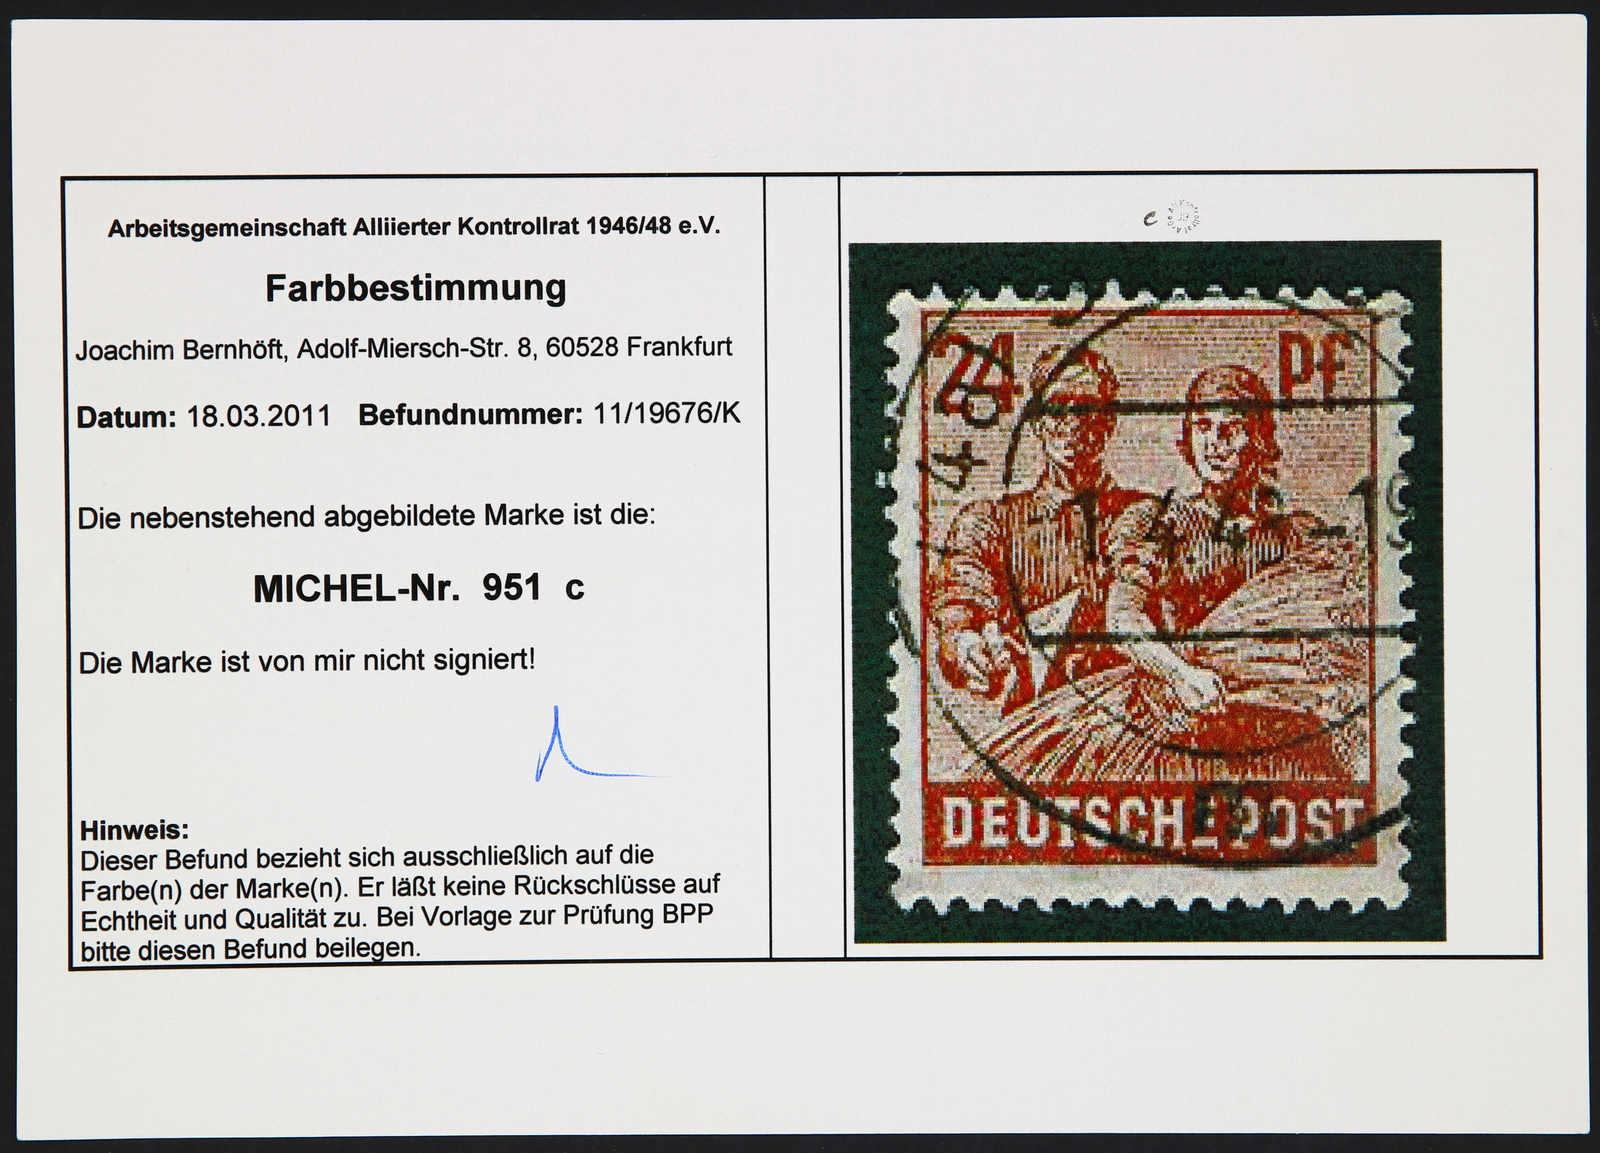 Arbeitsgemeinschaft Alliierter Kontrollrat 1946/48 e.V.
Farbbestimmung
Joachim Bernhöft, Adolf-Miersch-Str. 8, 60528 Frankfurt
Datum: 18.03.2011 Befundnummer: 11/19676/K
Die nebenstehend abgebildete Marke ist die:
MICHEL-Nr. 951 c
Die Marke ist von mir nicht signiert!
Hinweis:
Dieser Befund bezieht sich ausschließlich auf die
Farbe(n) der Marke(n). Er läßt keine Rückschlüsse auf
Echtheit und Qualität zu. Bei Vorlage zur Prüfung BPP
bitte diesen Befund beilegen.
c
24 Pf
DEUTSCHE POST